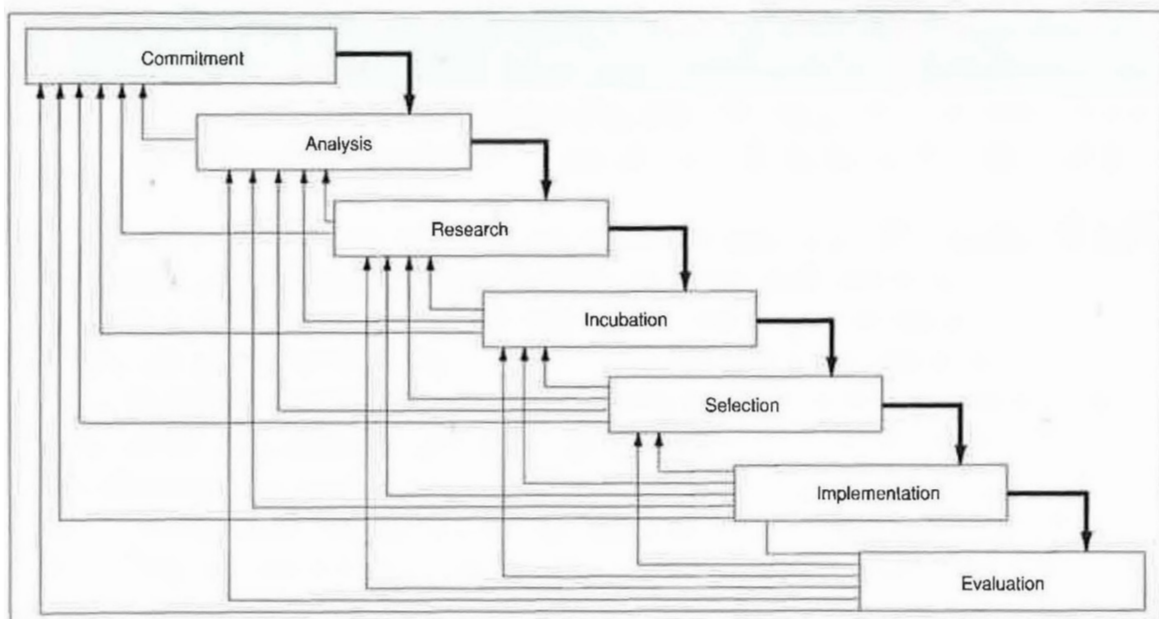 Commitment
Analysis
Research
Incubation
Selection
Implementation
Evaluation